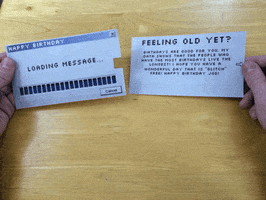 HAPPY BIRTHDAY
LOADING MESSAGE...
Cancel
FEELING OLD YET?
BIRTHDAYS ARE GOOD FOR YOU. MY
DATA SHOWS THAT THE PEOPLE WHO
HAVE THE MOST BIRTHDAYS LIVE THE
LONGEST! I HOPE YOU HAVE A
WONDERFUL DAY THAT IS "GLITCH"
FREE! HAPPY BIRTHDAY JOE!